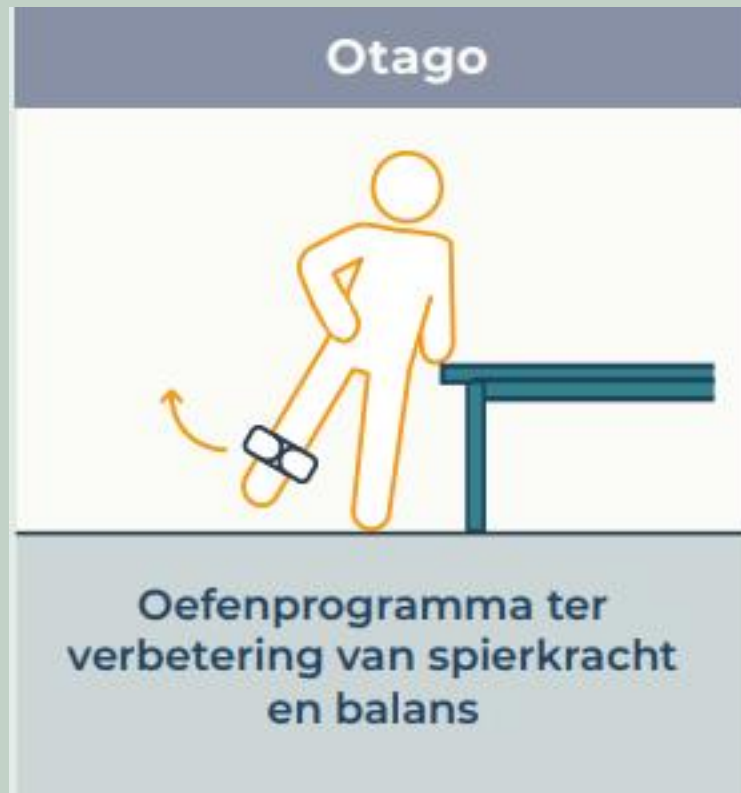 Otago
Oefenprogramma ter
verbetering van spierkracht
en balans